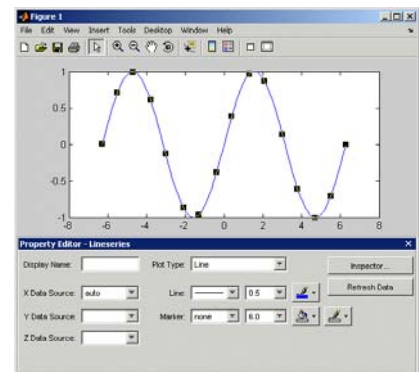 Figure 1
File Edit View Insert Tools Desktop Window Help
1
0.5
0
-0.5
-1
-8 -6 -4 -2 0 2 4 6 8
Property Editor - Lineseries
Display Name: Plot Type: Line Inspector...
X Data Source: auto Line: 0.5 Refresh Data
Y Data Source: Marker: none 6.0
Z Data Source: